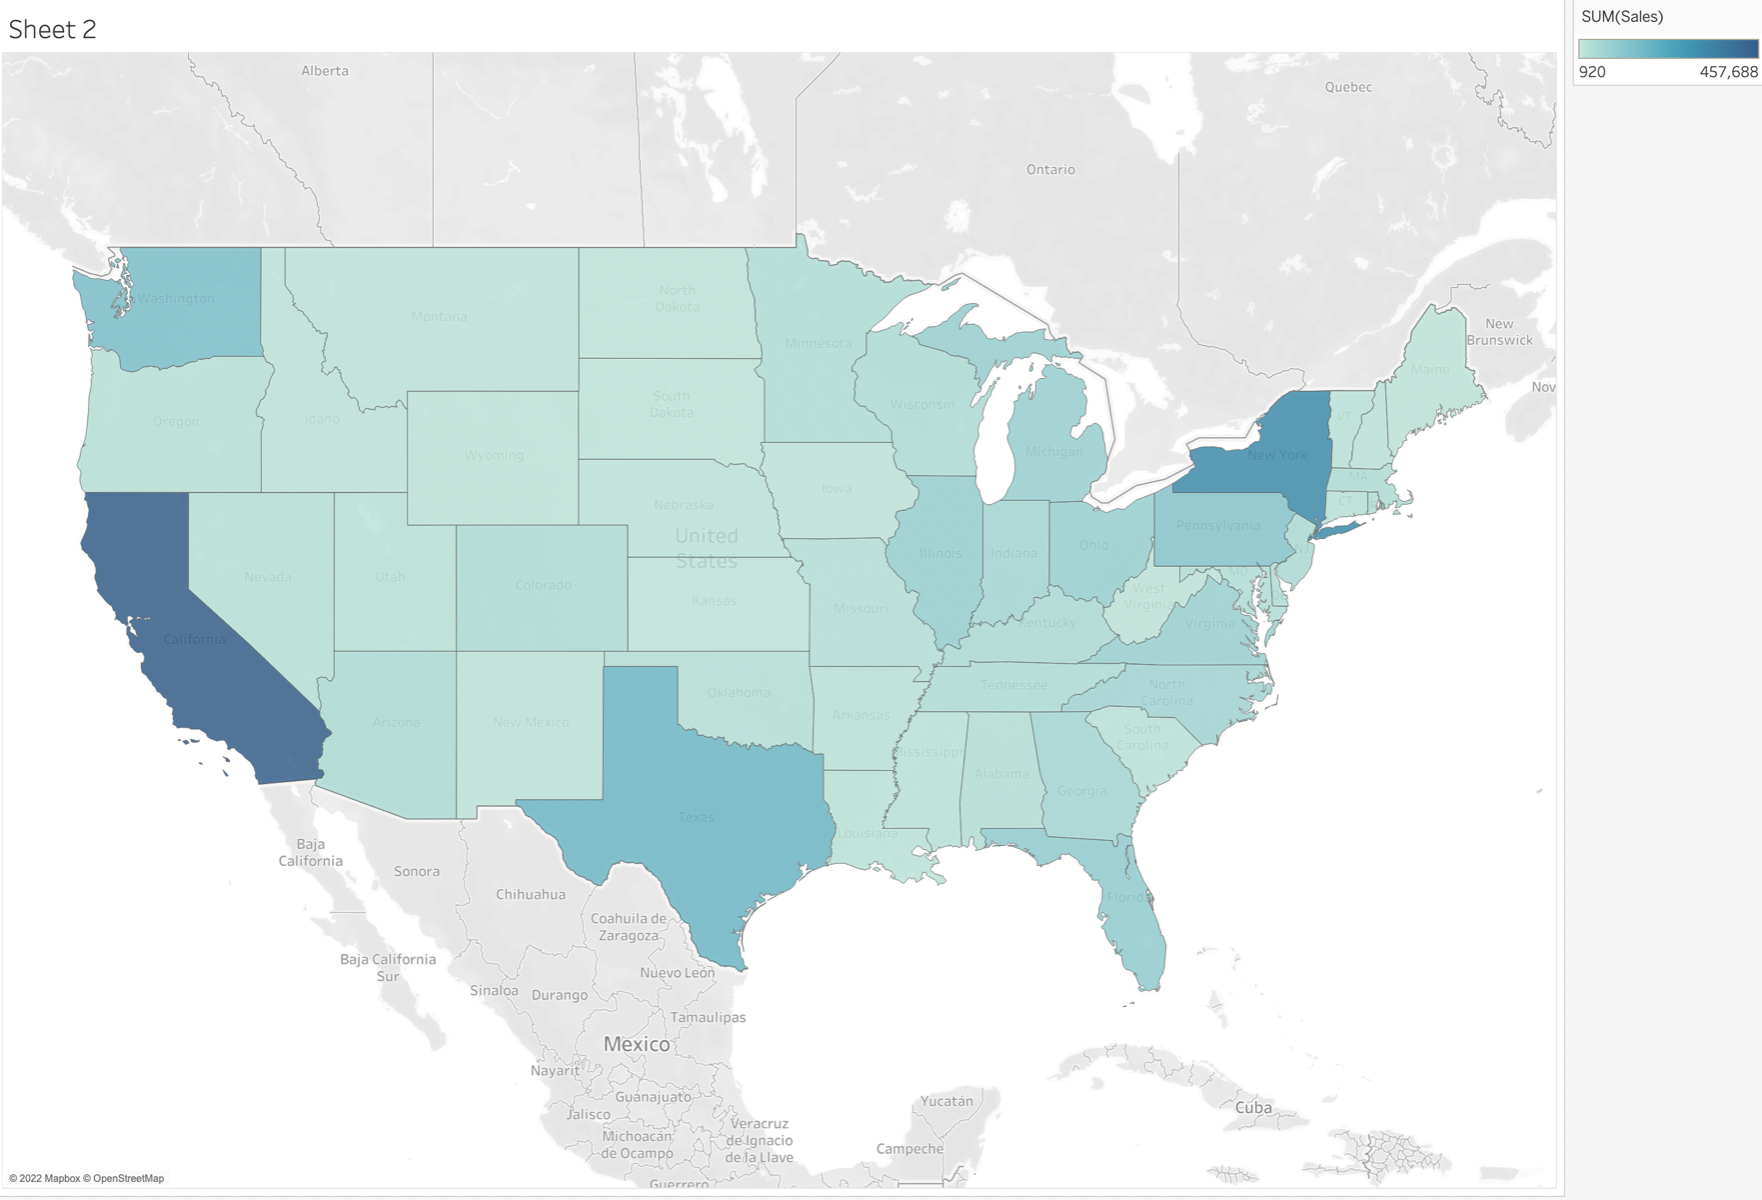 Sheet 2
SUM(Sales)
920
457,688
Alberta
Quebec
Ontario
New
Brunswick
Nov
Washington
Montana
North
Dakota
Minnesota
Maine
Oregon
Idaho
South
Dakota
Wisconsin
Michigan
VT
Wyoming
New York
MA
Iowa
Nebraska
CT
Pennsylvania
United
States
Illinois
Indiana
Ohio
NJ
Nevada
Utah
Colorado
Kansas
Missouri
West
Virginia
MD
DE
California
Kentucky
Virginia
Arizona
New Mexico
Oklahoma
Arkansas
Tennessee
North
Carolina
South
Carolina
Mississippi
Alabama
Georgia
Texas
Louisiana
Florida
Baja
California
Sonora
Chihuahua
Coahuila de
Zaragoza
Baja California
Sur
Nuevo León
Sinaloa
Durango
Tamaulipas
Mexico
Nayarit
Guanajuato
Jalisco
Michoacán
de Ocampo
Veracruz
de Ignacio
de la Llave
Yucatán
Campeche
Cuba
Guerrero
© 2022 Mapbox © OpenStreetMap